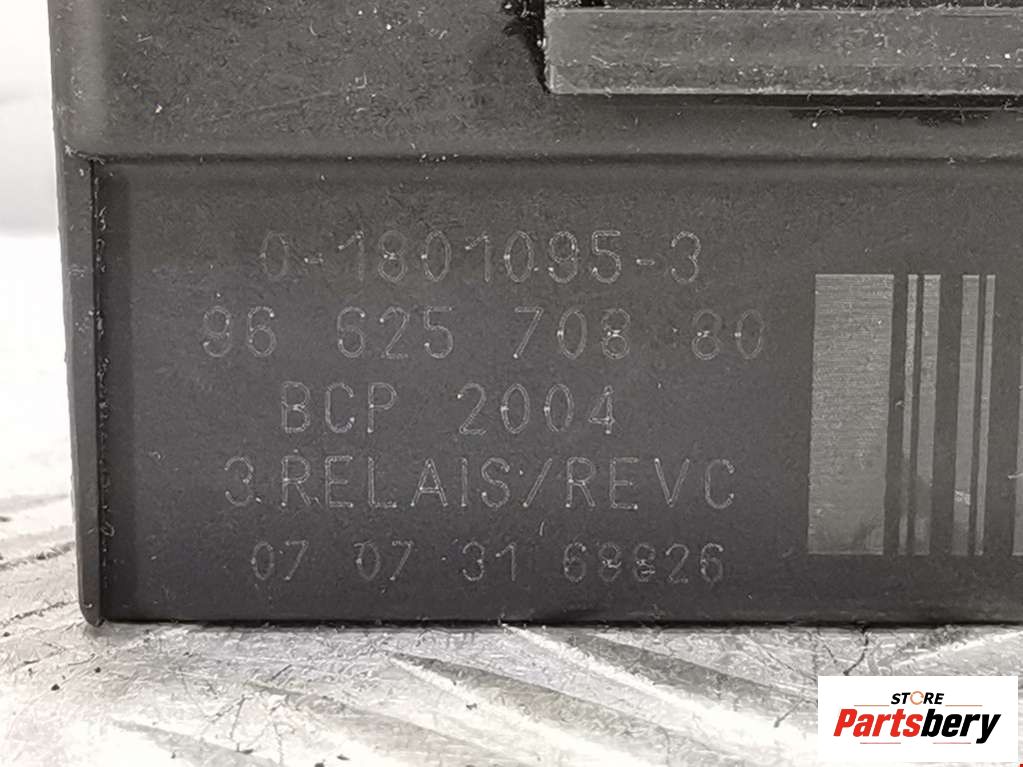 0-1801095-3
96 625 708 80
BCP 2004
3 RELAIS/REVC
07 07 31 68826
STORE
Partsbery